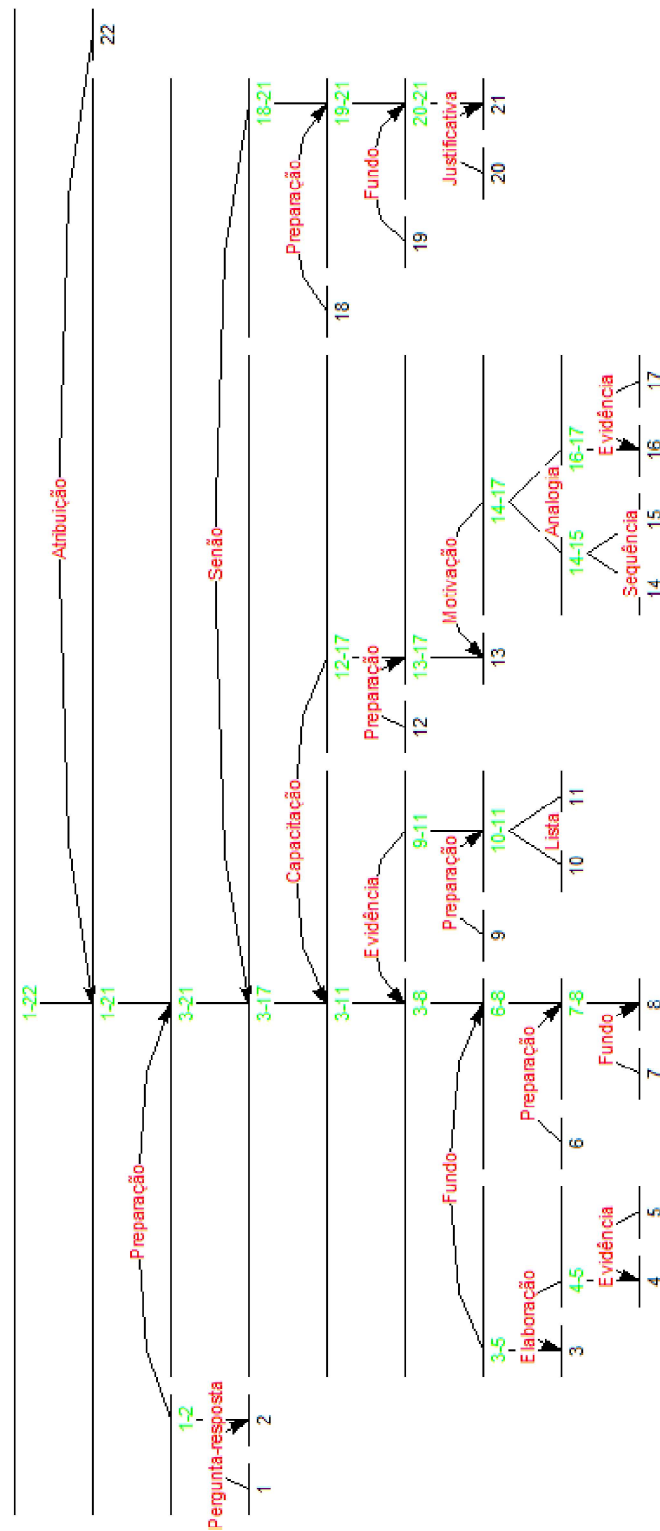 1-22
Atribuição
1-21
22
Preparação
3-21
1-2
Pergunta-resposta
1
2
Senão
3-17
18-21
Capacitação
3-11
12-17
Preparação
18
19-21
Evidência
3-8
9-11
Preparação
12
13-17
Fundo
19
20-21
Fundo
3-5
Elaboração
6-8
Preparação
9
10-11
Motivação
13
14-17
Justificativa
20
21
3
4-5
Evidência
Preparação
6
7-8
Fundo
Lista
10
11
Analogia
14-15
16-17
4
5
7
8
Sequência
14
15
Evidência
16
17